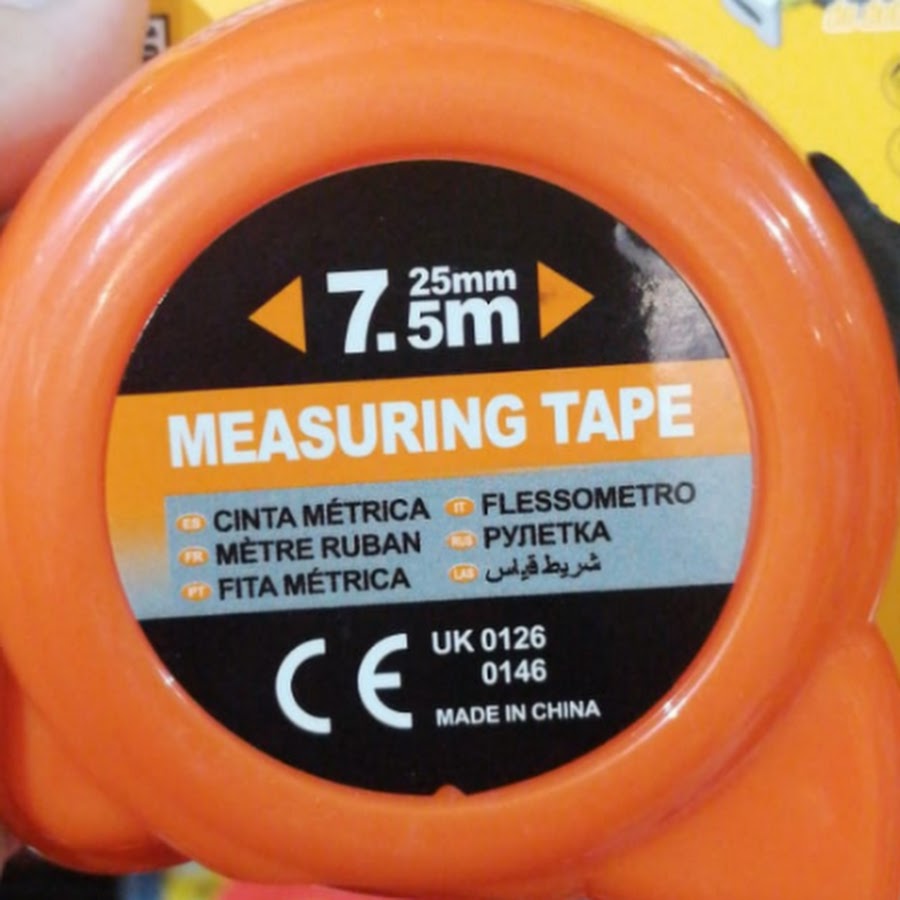 25mm
7.5m
MEASURING TAPE
ES CINTA MÉTRICA
FR MÈTRE RUBAN
PT FITA MÉTRICA
IT FLESSOMETRO
RUS РУЛЕТКА
LAS شريط قياس
CE
UK 0126
0146
MADE IN CHINA